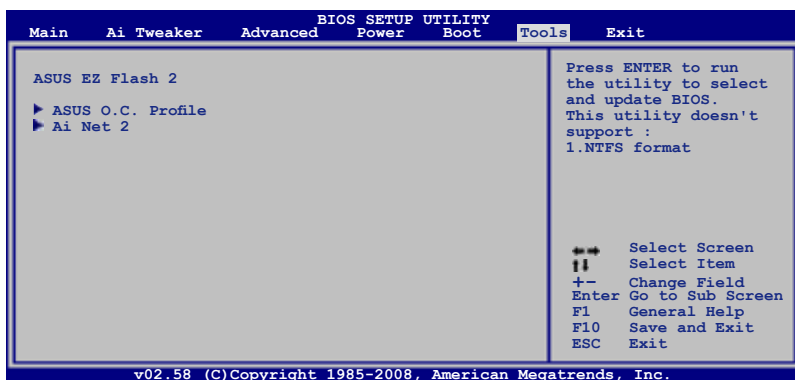 BIOS SETUP UTILITY
Main Ai Tweaker Advanced Power Boot Tools Exit
ASUS EZ Flash 2
ASUS O.C. Profile
Ai Net 2
Press ENTER to run
the utility to select
and update BIOS.
This utility doesn't
support :
1.NTFS format
Select Screen
Select Item
+- Change Field
Enter Go to Sub Screen
F1 General Help
F10 Save and Exit
ESC Exit
v02.58 (C)Copyright 1985-2008, American Megatrends, Inc.